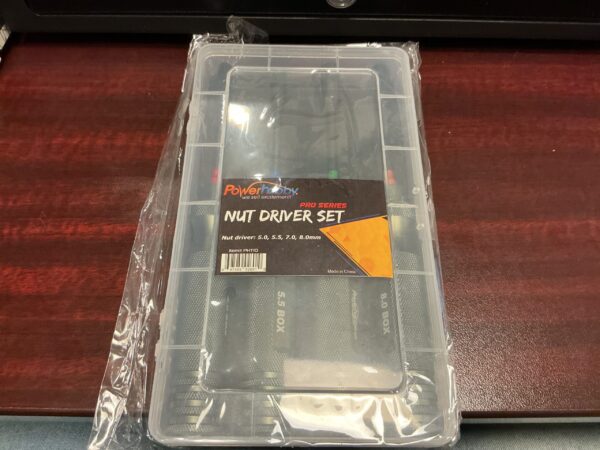 PowerHobby
we sell excitement!
PRO SERIES
NUT DRIVER SET
Nut driver: 5.0, 5.5, 7.0, 8.0mm
Made in China
5.5 BOX
8.0 BOX